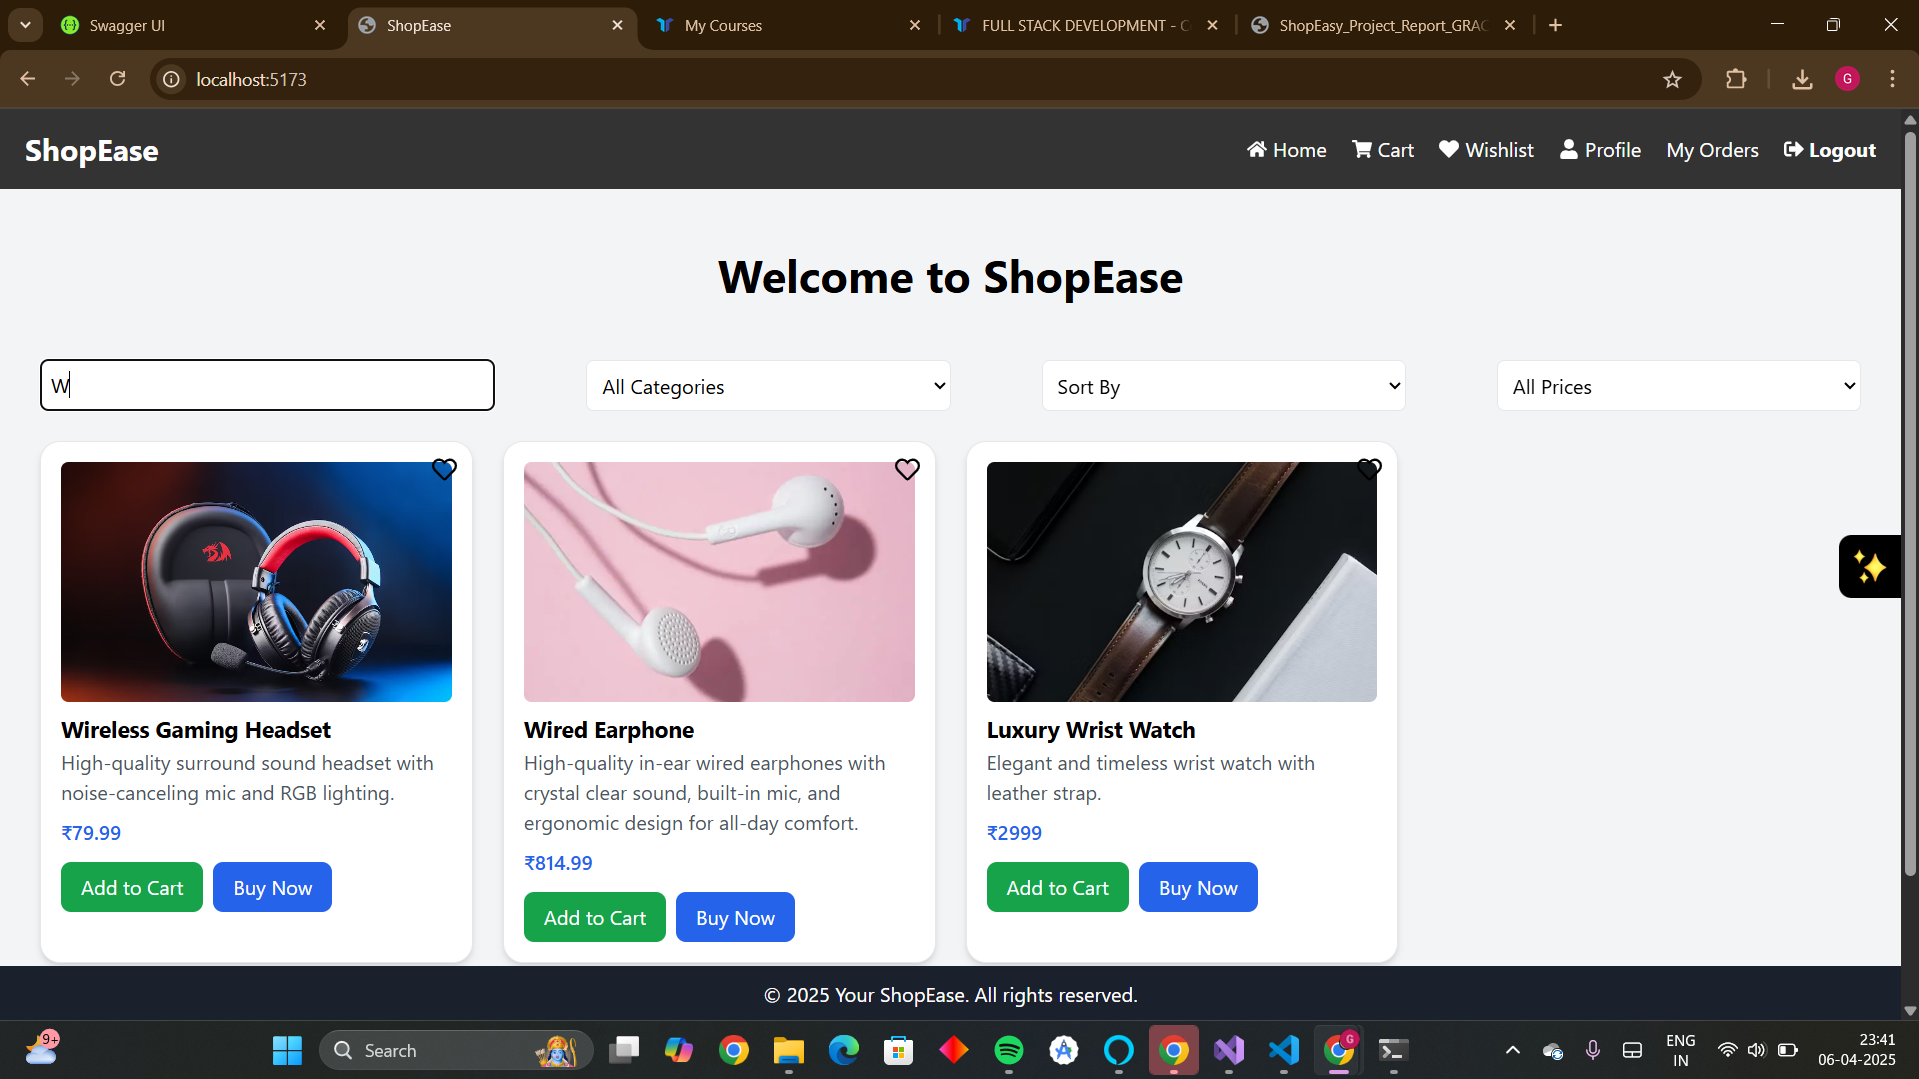 Swagger UI
ShopEase
My Courses
FULL STACK DEVELOPMENT - C
ShopEasy_Project_Report_GRAC
localhost:5173
G
ShopEase
Home
Cart
Wishlist
Profile
My Orders
Logout
Welcome to ShopEase
W
All Categories
Sort By
All Prices
Wireless Gaming Headset
High-quality surround sound headset with
noise-canceling mic and RGB lighting.
₹79.99
Add to Cart
Buy Now
Wired Earphone
High-quality in-ear wired earphones with
crystal clear sound, built-in mic, and
ergonomic design for all-day comfort.
₹814.99
Add to Cart
Buy Now
Luxury Wrist Watch
Elegant and timeless wrist watch with
leather strap.
₹2999
Add to Cart
Buy Now
© 2025 Your ShopEase. All rights reserved.
9+
Search
G
ENG
IN
23:41
06-04-2025